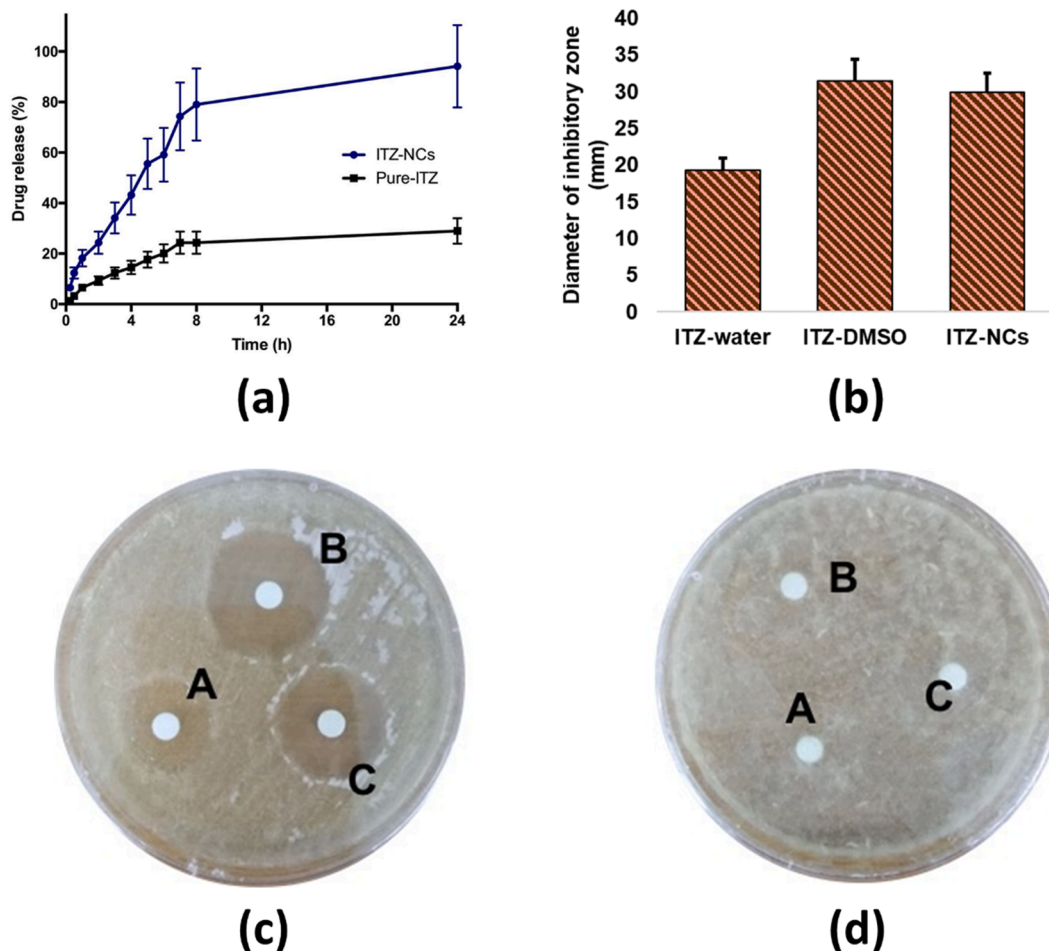 Drug release (%)
100
80
60
40
20
0
0 4 8 12 16 20 24
Time (h)
ITZ-NCs
Pure-ITZ
(a)
Diameter of inhibitory zone
(mm)
40
35
30
25
20
15
10
5
0
ITZ-water ITZ-DMSO ITZ-NCs
(b)
B
A
C
(c)
B
A
C
(d)